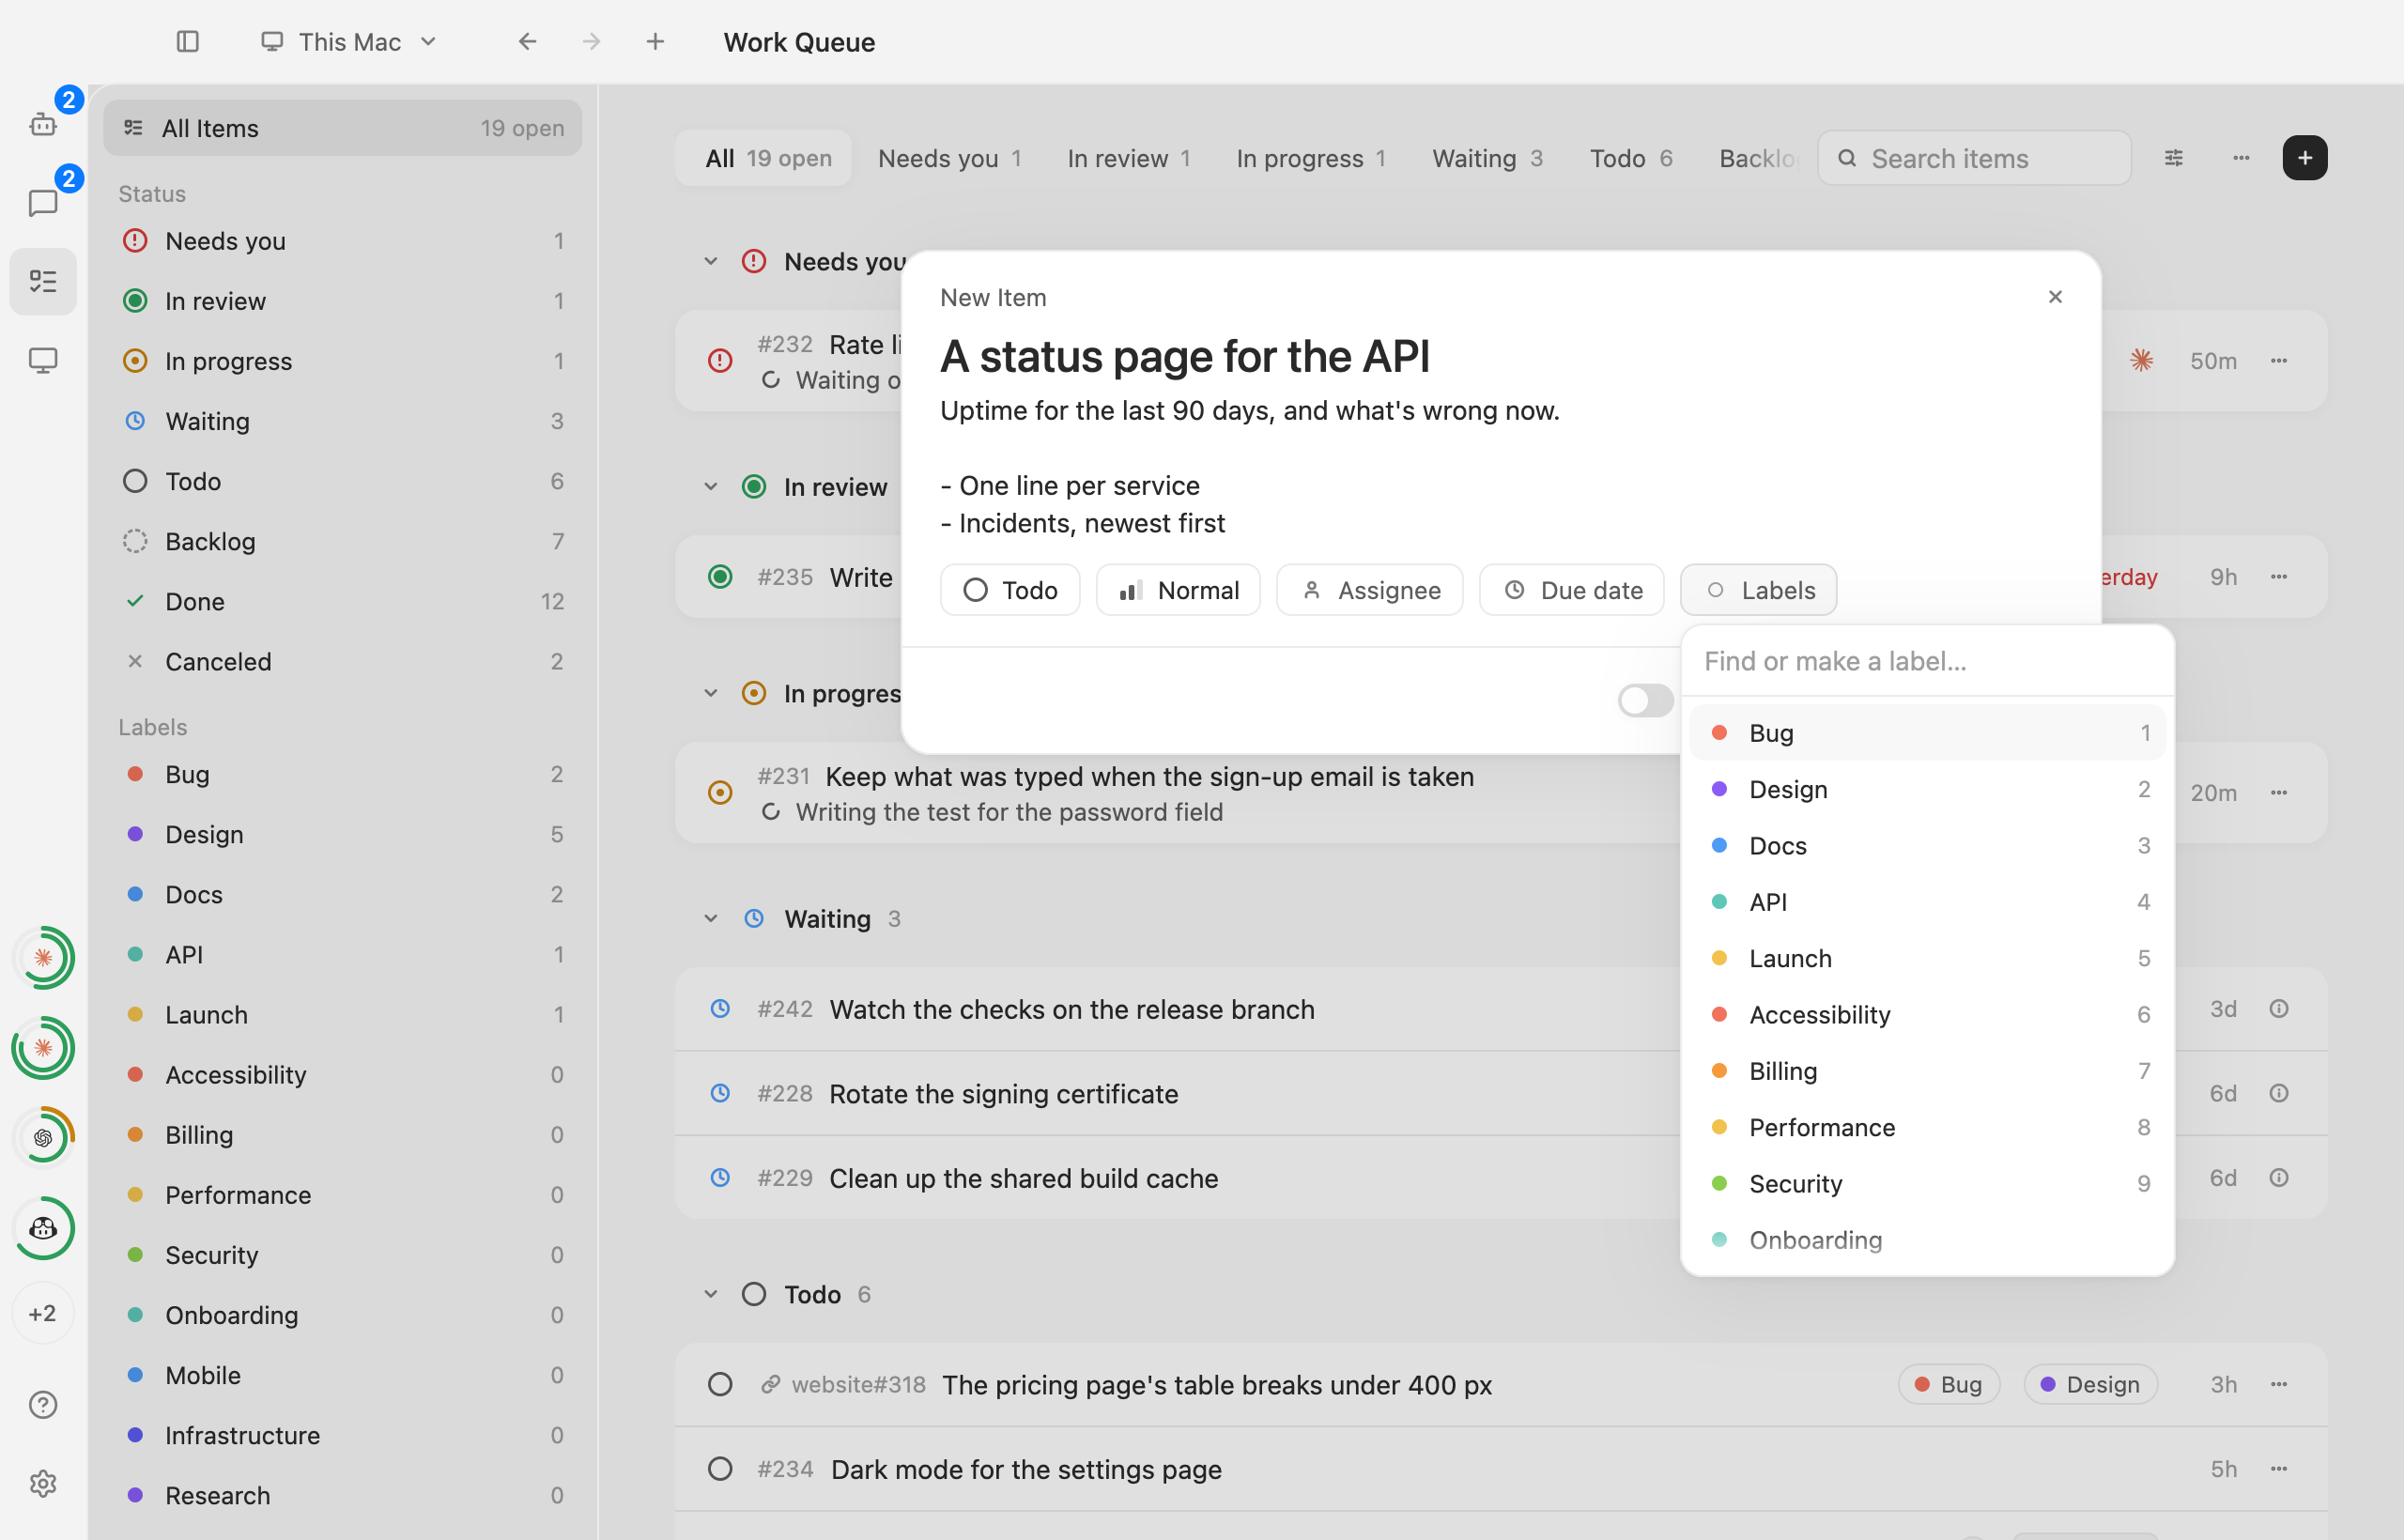 This Mac
Work Queue
2
2
+2
All Items 19 open
Status
Needs you 1
In review 1
In progress 1
Waiting 3
Todo 6
Backlog 7
Done 12
Canceled 2
Labels
Bug 2
Design 5
Docs 2
API 1
Launch 1
Accessibility 0
Billing 0
Performance 0
Security 0
Onboarding 0
Mobile 0
Infrastructure 0
Research 0
All 19 open Needs you 1 In review 1 In progress 1 Waiting 3 Todo 6 Backlo Search items
Needs you
#232 Rate li 50m
Waiting o
In review
#235 Write erday 9h
In progres
#231 Keep what was typed when the sign-up email is taken 20m
Writing the test for the password field
Waiting 3
#242 Watch the checks on the release branch 3d
#228 Rotate the signing certificate 6d
#229 Clean up the shared build cache 6d
Todo 6
website#318 The pricing page's table breaks under 400 px Bug Design 3h
#234 Dark mode for the settings page 5h
New Item
A status page for the API
Uptime for the last 90 days, and what's wrong now.
- One line per service
- Incidents, newest first
Todo Normal Assignee Due date Labels
Find or make a label...
Bug 1
Design 2
Docs 3
API 4
Launch 5
Accessibility 6
Billing 7
Performance 8
Security 9
Onboarding